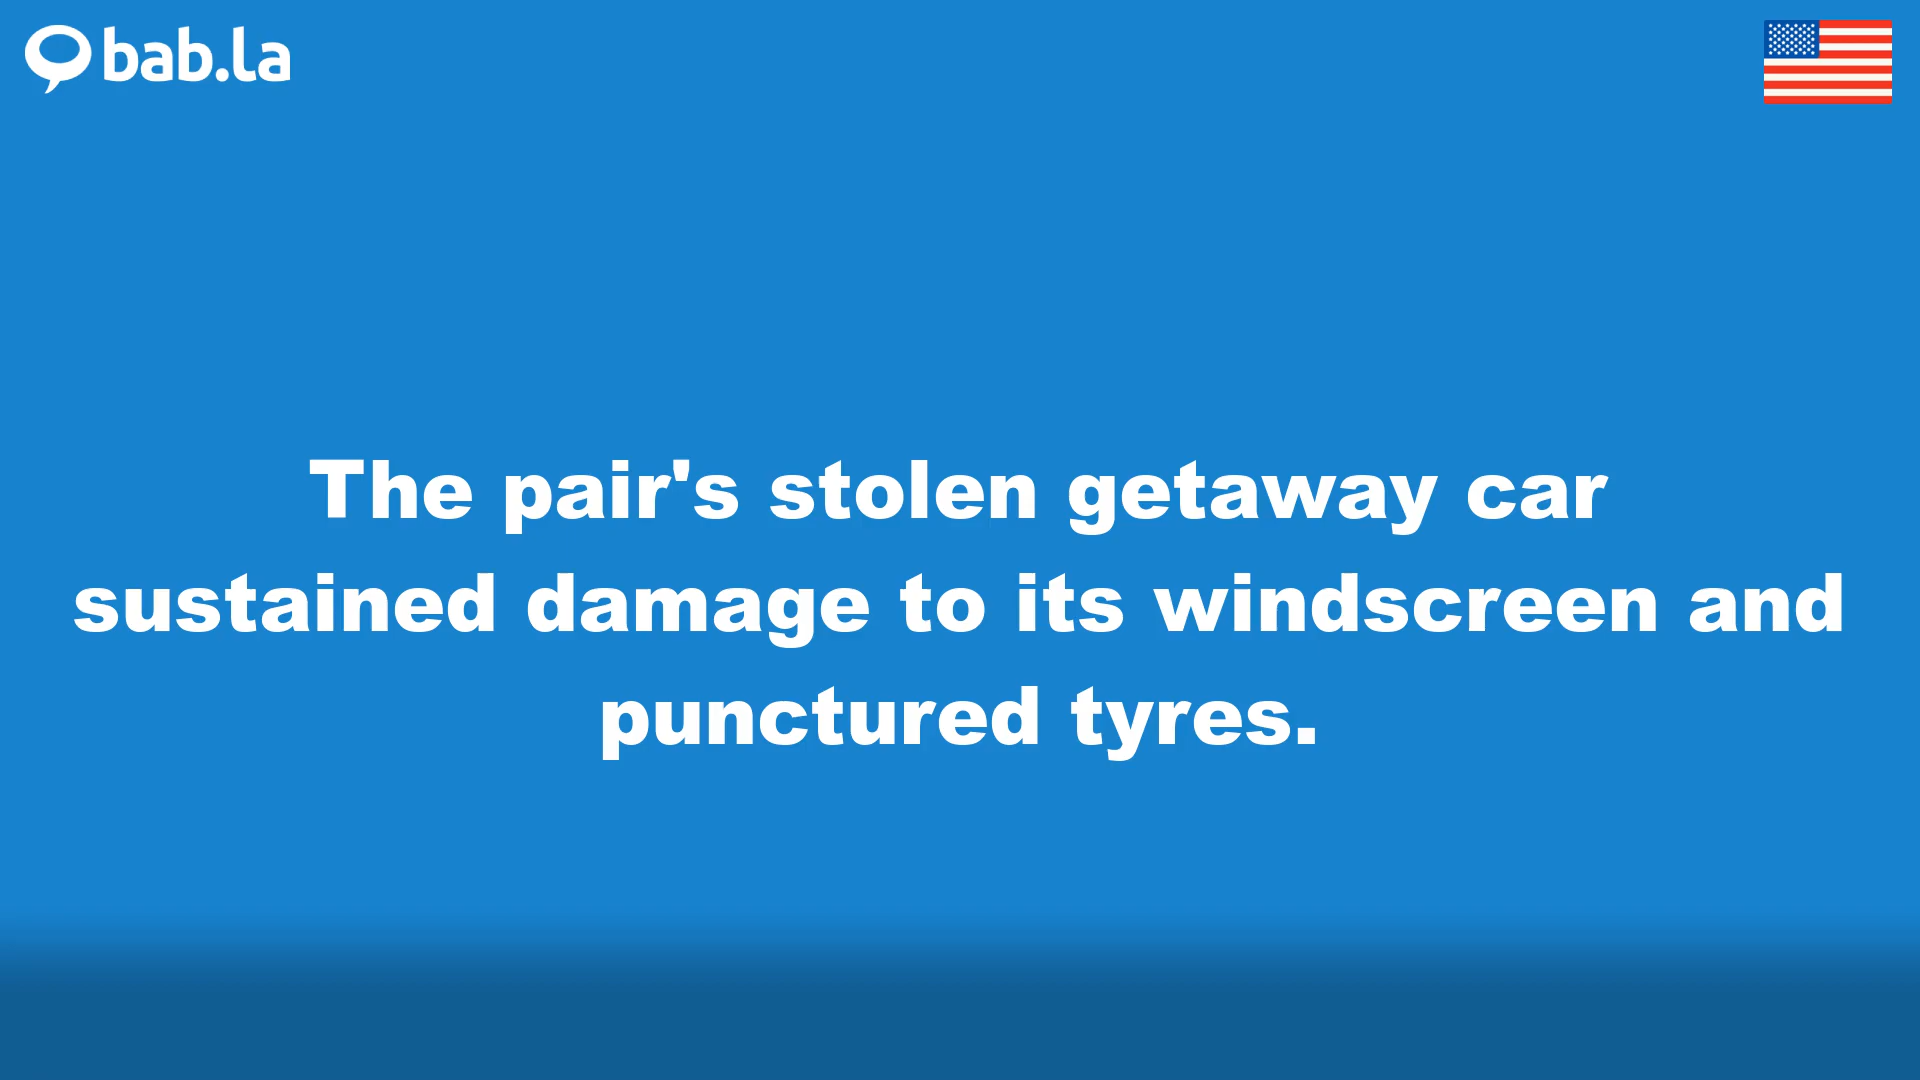 bab.la
The pair's stolen getaway car
sustained damage to its windscreen and
punctured tyres.